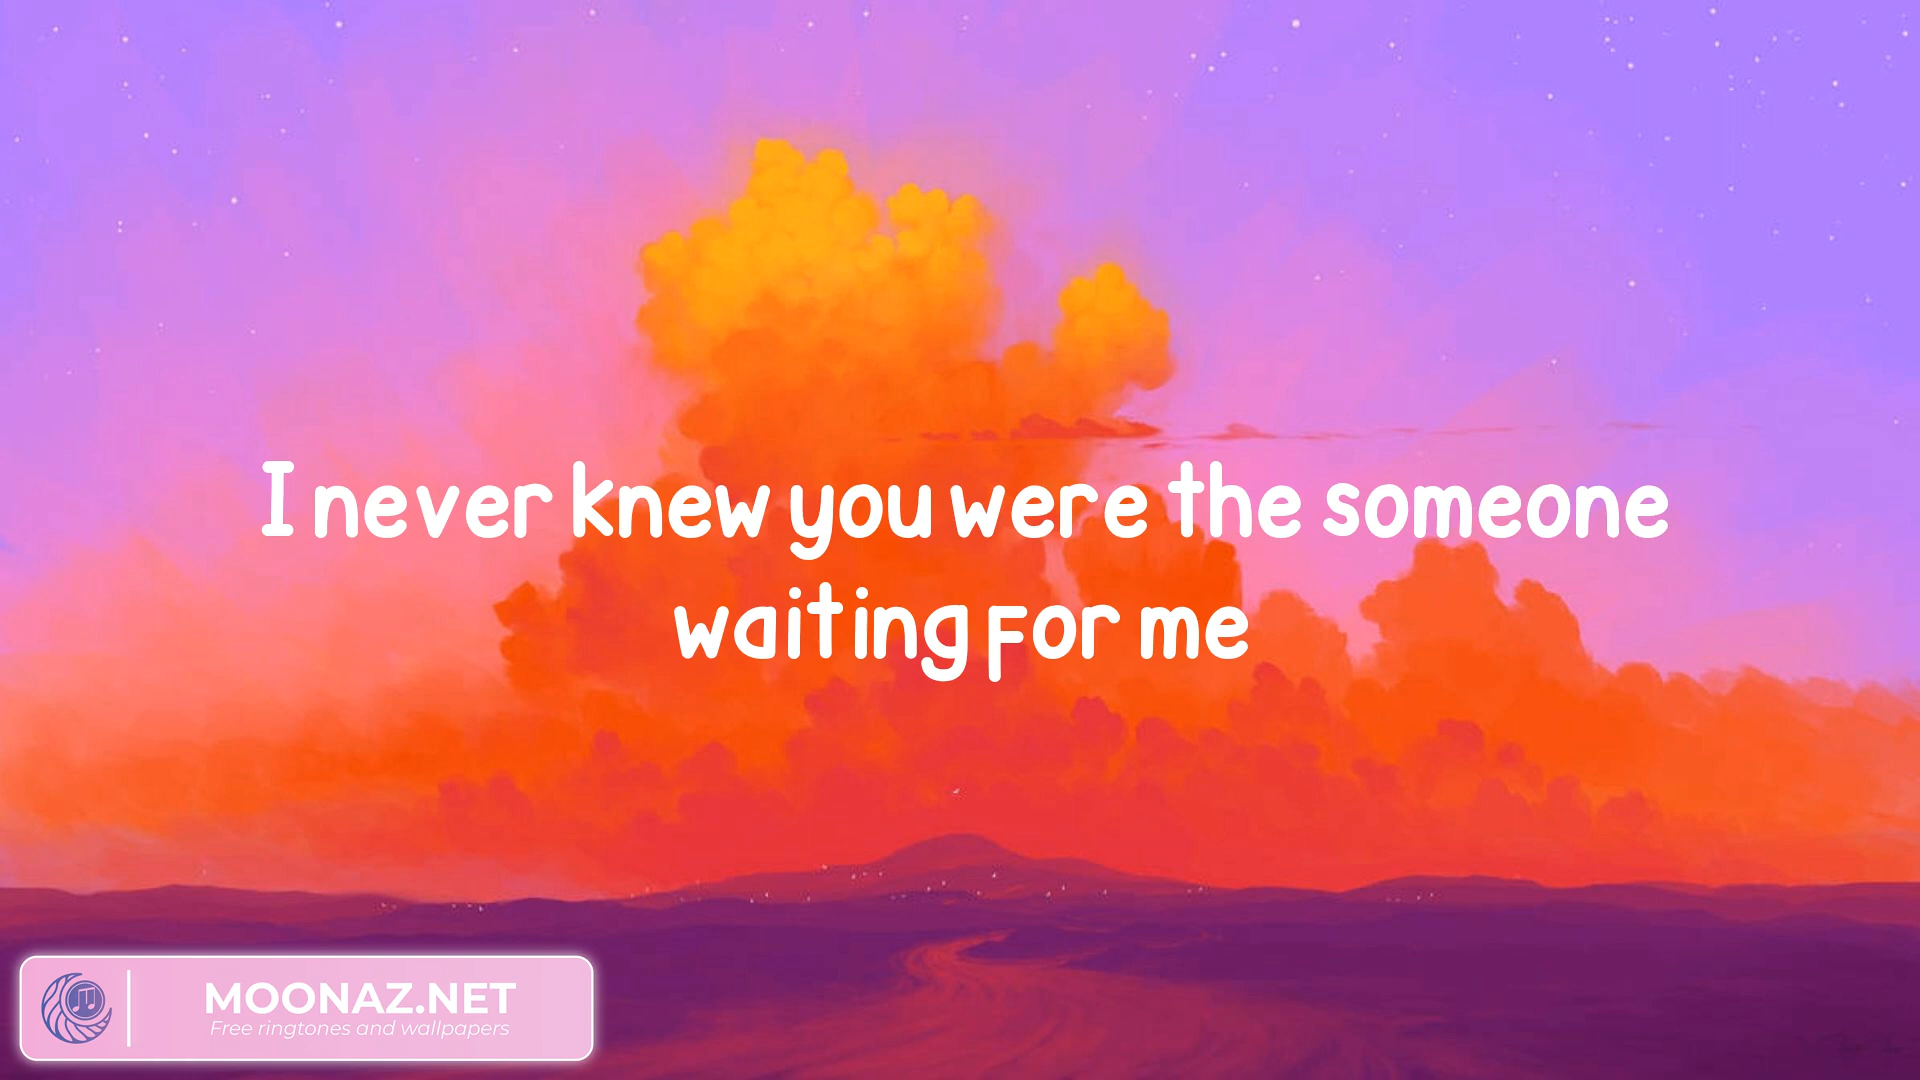 I never knew you were the someone
waiting for me
MOONAZ.NET
Free ringtones and wallpapers